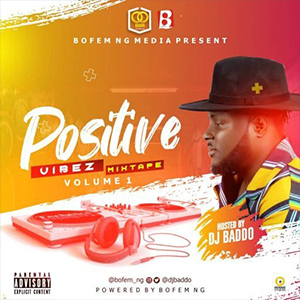 BOFEM NG MEDIA PRESENT
Positive
VIBEZ MIXTAPE
VOLUME 1
HOSTED BY
DJ BADDO
PARENTAL
ADVISORY
EXPLICIT CONTENT
@bofem_ng @djbaddo
POWERED BY BOFEM NG